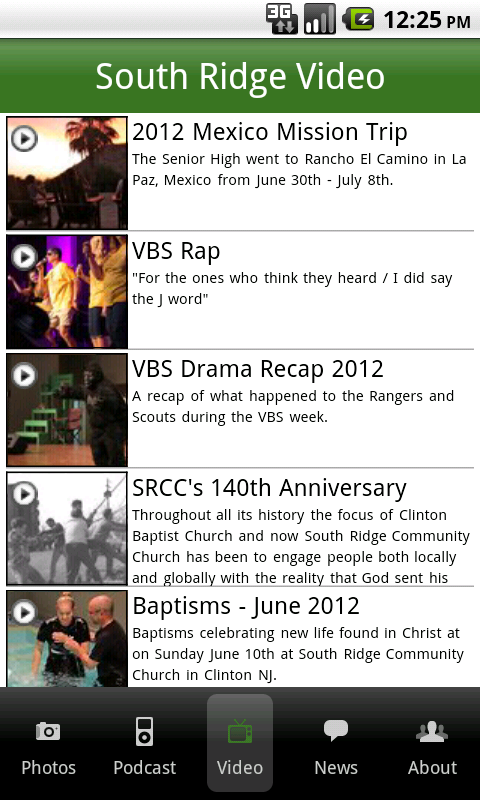 3G
12:25 PM
South Ridge Video
2012 Mexico Mission Trip
The Senior High went to Rancho El Camino in La
Paz, Mexico from June 30th - July 8th.
VBS Rap
"For the ones who think they heard / I did say
the J word"
VBS Drama Recap 2012
A recap of what happened to the Rangers and
Scouts during the VBS week.
SRCC's 140th Anniversary
Throughout all its history the focus of Clinton
Baptist Church and now South Ridge Community
Church has been to engage people both locally
and globally with the reality that God sent his
Baptisms - June 2012
Baptisms celebrating new life found in Christ at
on Sunday June 10th at South Ridge Community
Church in Clinton NJ.
Photos
Podcast
Video
News
About